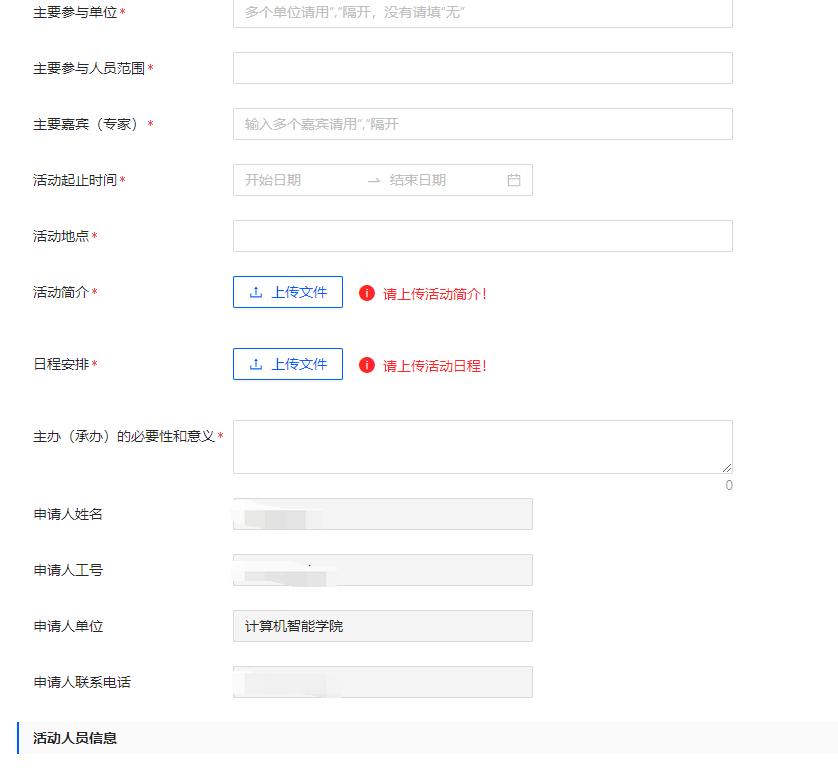 主要参与单位*
多个单位请用","隔开，没有请填"无"
主要参与人员范围*
主要嘉宾（专家）*
输入多个嘉宾请用","隔开
活动起止时间*
开始日期 → 结束日期
活动地点*
活动简介*
上传文件
请上传活动简介!
日程安排*
上传文件
请上传活动日程!
主办（承办）的必要性和意义*
0
申请人姓名
申请人工号
申请人单位
计算机智能学院
申请人联系电话
活动人员信息